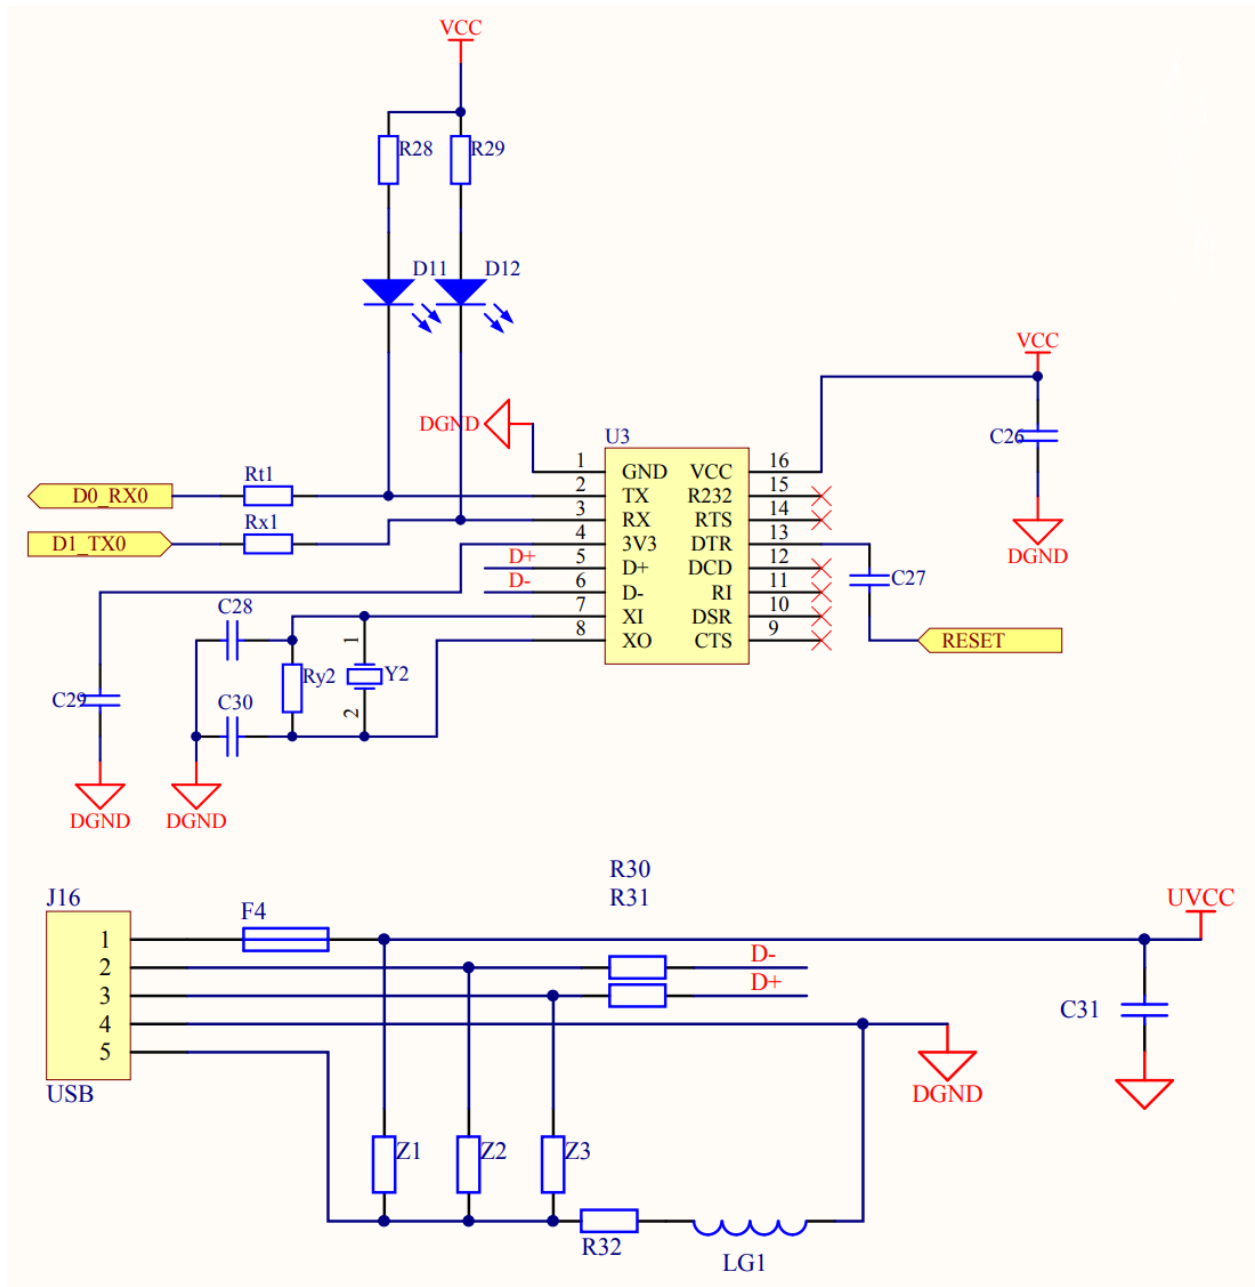 VCC
R28
R29
D11
D12
VCC
DGND
U3
C26
1
GND
VCC
16
Rt1
D0_RX0
2
TX
R232
15
Rx1
3
RX
RTS
14
D1_TX0
4
3V3
DTR
13
DGND
D+
5
D+
DCD
12
D-
6
D-
RI
11
C27
C28
7
XI
DSR
10
1
8
XO
CTS
9
RESET
Ry2
Y2
C29
C30
2
DGND
DGND
R30
R31
J16
F4
UVCC
1
2
D-
3
D+
4
C31
5
USB
DGND
Z1
Z2
Z3
R32
LG1